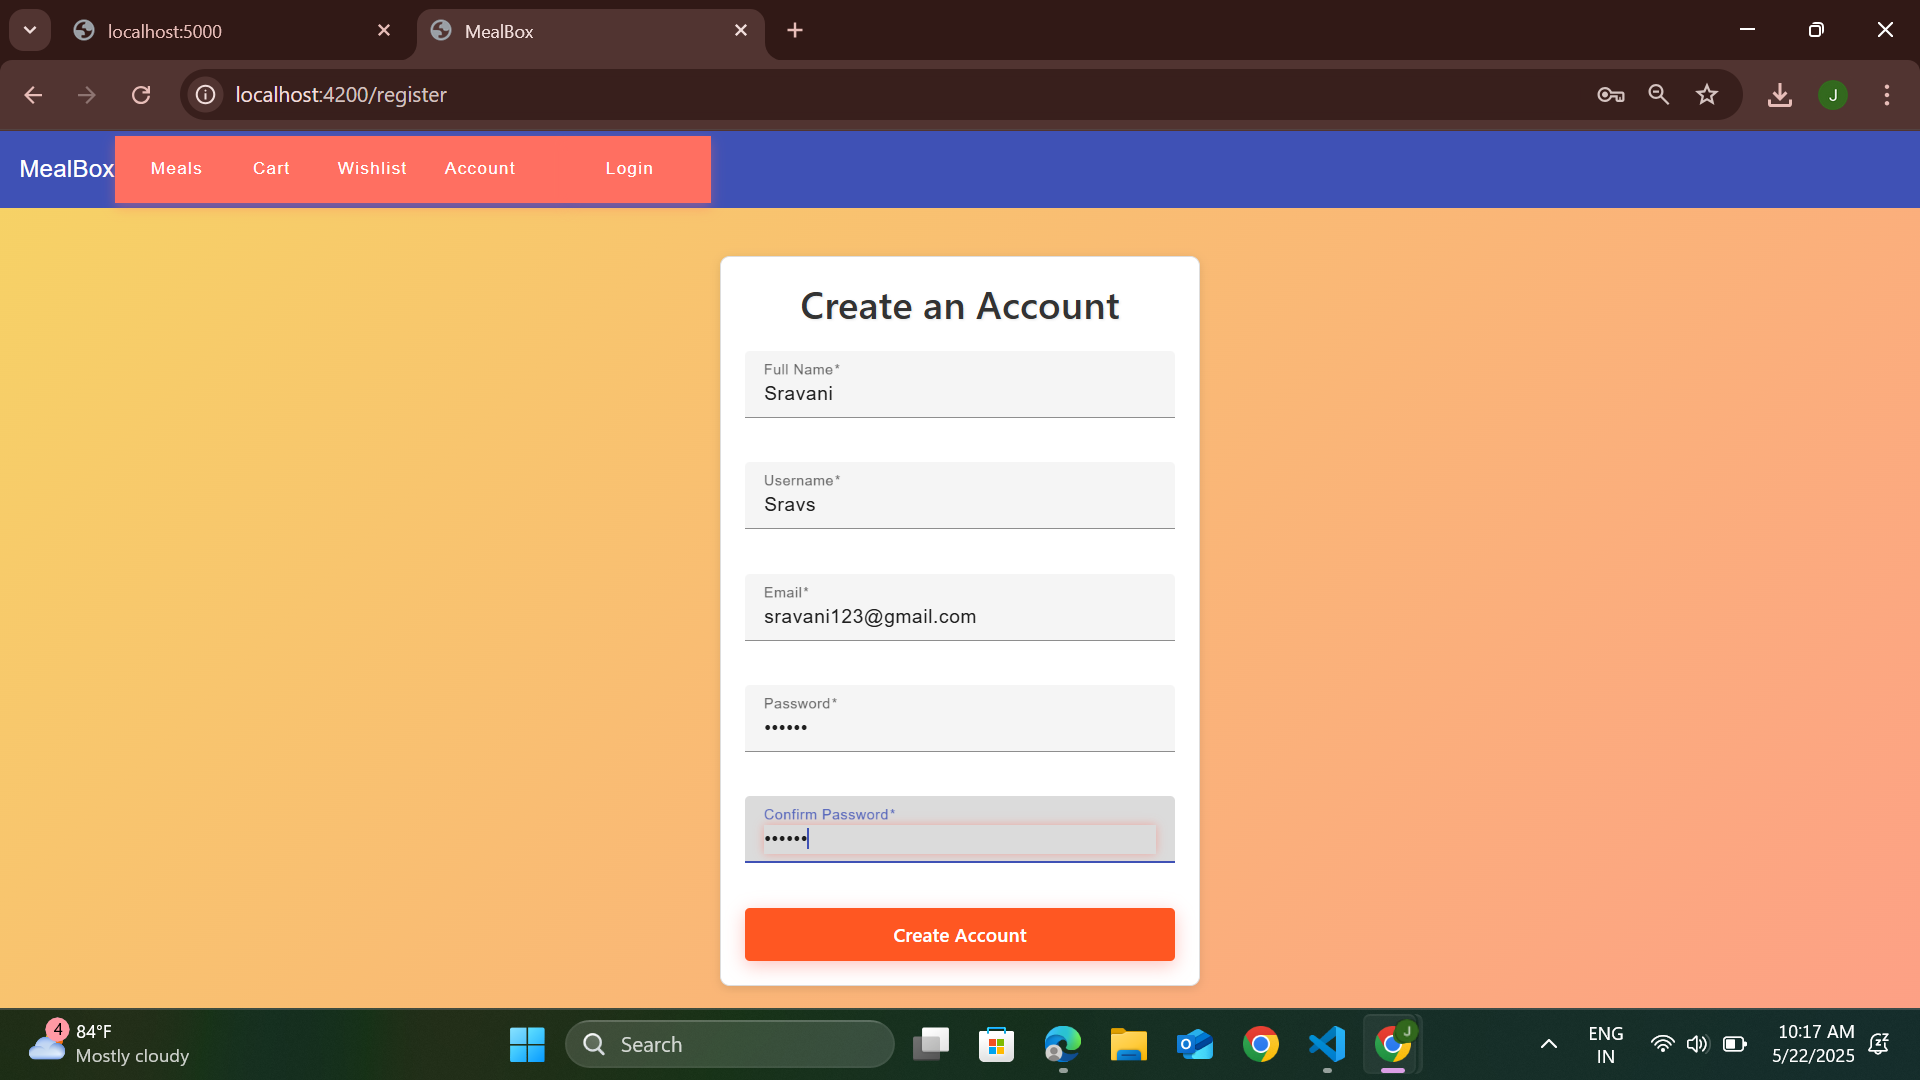 localhost:5000
MealBox
localhost:4200/register
J
MealBox Meals Cart Wishlist Account Login
Create an Account
Full Name*
Sravani
Username*
Sravs
Email*
sravani123@gmail.com
Password*
••••••
Confirm Password*
••••••
Create Account
4
84°F
Mostly cloudy
Search
J
ENG
IN
10:17 AM
5/22/2025